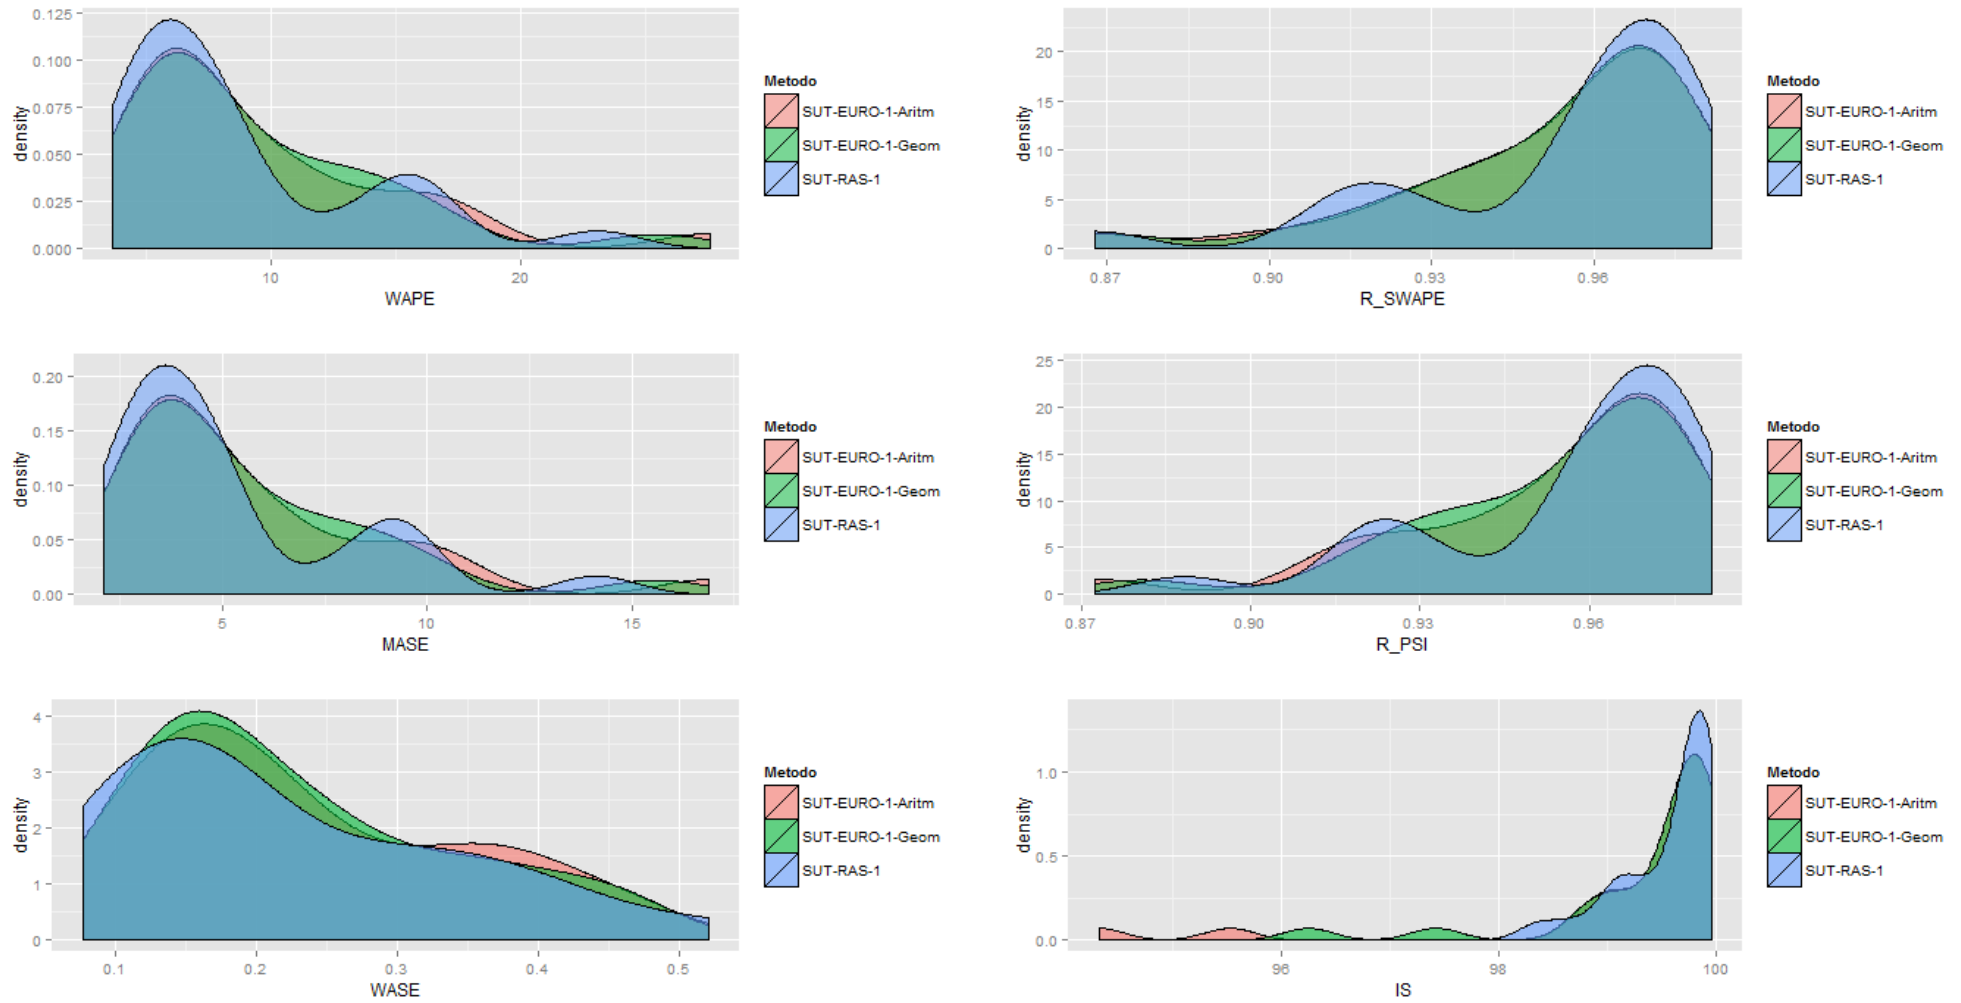 0.125
0.100
0.075
0.050
0.025
0.000
density
10
20
WAPE
Metodo
SUT-EURO-1-Aritm
SUT-EURO-1-Geom
SUT-RAS-1
20
15
10
5
0
density
0.87
0.90
0.93
0.96
R_SWAPE
Metodo
SUT-EURO-1-Aritm
SUT-EURO-1-Geom
SUT-RAS-1
0.20
0.15
0.10
0.05
0.00
density
5
10
15
MASE
Metodo
SUT-EURO-1-Aritm
SUT-EURO-1-Geom
SUT-RAS-1
25
20
15
10
5
0
density
0.87
0.90
0.93
0.96
R_PSI
Metodo
SUT-EURO-1-Aritm
SUT-EURO-1-Geom
SUT-RAS-1
4
3
2
1
0
density
0.1
0.2
0.3
0.4
0.5
WASE
Metodo
SUT-EURO-1-Aritm
SUT-EURO-1-Geom
SUT-RAS-1
1.0
0.5
0.0
density
96
98
100
IS
Metodo
SUT-EURO-1-Aritm
SUT-EURO-1-Geom
SUT-RAS-1